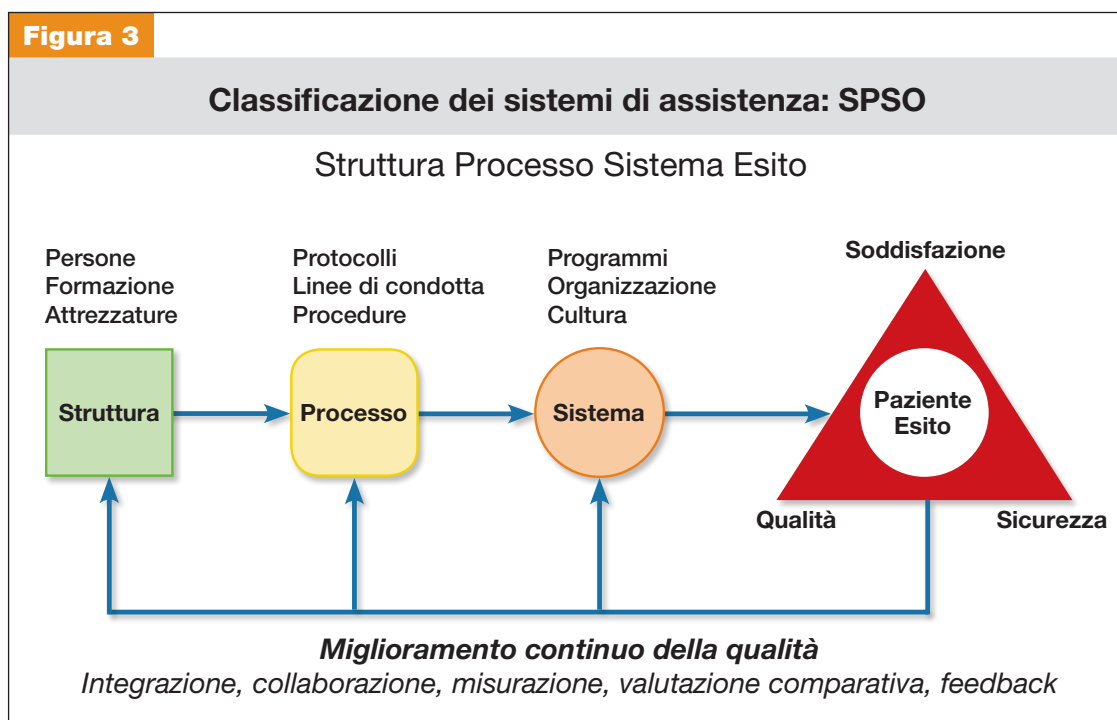 Figura 3
Classificazione dei sistemi di assistenza: SPSO
Struttura Processo Sistema Esito
Persone
Formazione
Attrezzature
Protocolli
Linee di condotta
Procedure
Programmi
Organizzazione
Cultura
Soddisfazione
Struttura
Processo
Sistema
Paziente
Esito
Qualità
Sicurezza
Miglioramento continuo della qualità
Integrazione, collaborazione, misurazione, valutazione comparativa, feedback